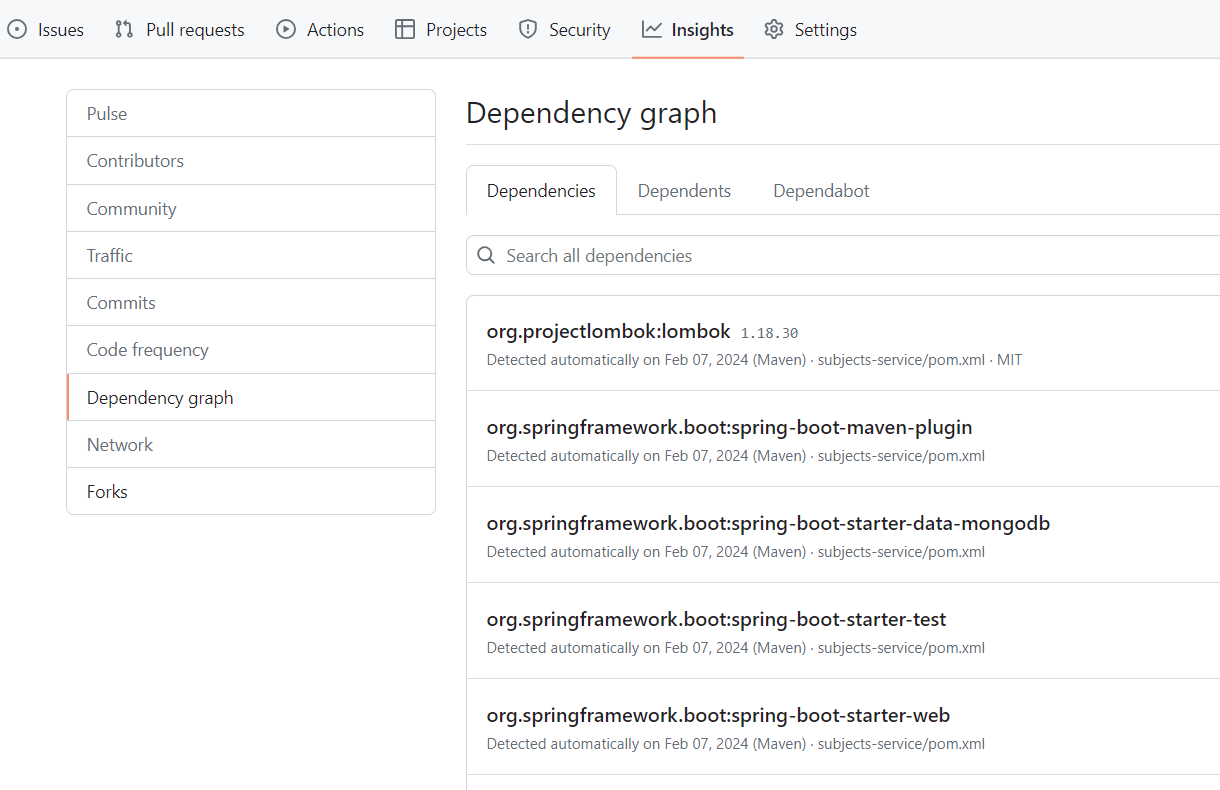 Issues Pull requests Actions Projects Security Insights Settings
Pulse
Contributors
Community
Traffic
Commits
Code frequency
Dependency graph
Network
Forks
Dependency graph
Dependencies Dependents Dependabot
Search all dependencies
org.projectlombok:lombok 1.18.30
Detected automatically on Feb 07, 2024 (Maven) · subjects-service/pom.xml · MIT
org.springframework.boot:spring-boot-maven-plugin
Detected automatically on Feb 07, 2024 (Maven) · subjects-service/pom.xml
org.springframework.boot:spring-boot-starter-data-mongodb
Detected automatically on Feb 07, 2024 (Maven) · subjects-service/pom.xml
org.springframework.boot:spring-boot-starter-test
Detected automatically on Feb 07, 2024 (Maven) · subjects-service/pom.xml
org.springframework.boot:spring-boot-starter-web
Detected automatically on Feb 07, 2024 (Maven) · subjects-service/pom.xml